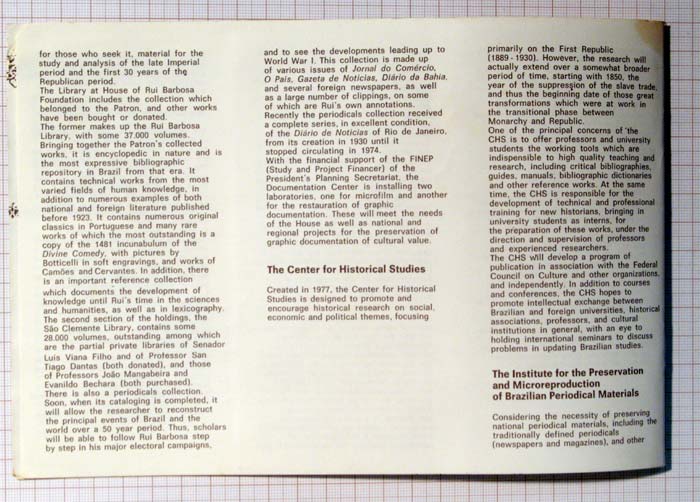 for those who seek it, material for the
study and analysis of the late Imperial
period and the first 30 years of the
Republican period.
The Library at House of Rui Barbosa
Foundation includes the collection which
belonged to the Patron, and other works
have been bought or donated.
The former makes up the Rui Barbosa
Library, with some 37,000 volumes.
Bringing together the Patron's collected
works, it is encyclopedic in nature and is
the most expressive bibliographic
repository in Brazil from that era. It
contains technical works from the most
varied fields of human knowledge, in
addition to numerous examples of both
national and foreign literature published
before 1923. It contains numerous original
classics in Portuguese and many rare
works of which the most outstanding is a
copy of the 1481 incunabulum of the
Divine Comedy, with pictures by
Botticelli in soft engravings, and works of
Camões and Cervantes. In addition, there
is an important reference collection
which documents the development of
knowledge until Rui's time in the sciences
and humanities, as well as in lexicography.
The second section of the holdings, the
São Clemente Library, contains some
28.000 volumes, outstanding among which
are the partial private libraries of Senador
Luis Viana Filho and of Professor San
Tiago Dantas (both donated), and those
of Professors João Mangabeira and
Evanildo Bechara (both purchased).
There is also a periodicals collection.
Soon, when its cataloging is completed, it
will allow the researcher to reconstruct
the principal events of Brazil and the
world over a 50 year period. Thus, scholars
will be able to follow Rui Barbosa step
by step in his major electoral campaigns,
and to see the developments leading up to
World War I. This collection is made up
of various issues of Jornal do Comércio,
O País, Gazeta de Notícias, Diário da Bahia,
and several foreign newspapers, as well
as a large number of clippings, on some
of which are Rui's own annotations.
Recently the periodicals collection received
a complete series, in excellent condition,
of the Diário de Notícias of Rio de Janeiro,
from its creation in 1930 until it
stopped circulating in 1974.
With the financial support of the FINEP
(Study and Project Financer) of the
President's Planning Secretariat, the
Documentation Center is installing two
laboratories, one for microfilm and another
for the restauration of graphic
documentation. These will meet the needs
of the House as well as national and
regional projects for the preservation of
graphic documentation of cultural value.
The Center for Historical Studies
Created in 1977, the Center for Historical
Studies is designed to promote and
encourage historical research on social,
economic and political themes, focusing
primarily on the First Republic
(1889 - 1930). However, the research will
actually extend over a somewhat broader
period of time, starting with 1850, the
year of the suppression of the slave trade,
and thus the beginning of those great
transformations which were at work in
the transitional phase between
Monarchy and Republic.
One of the principal concerns of the
CHS is to offer professors and university
students the working tools which are
indispensible to high quality teaching and
research, including critical bibliographies,
guides, manuals, bibliographic dictionaries
and other reference works. At the same
time, the CHS is responsible for the
development of technical and professional
training for new historians, bringing in
university students as interns, for
the preparation of these works, under the
direction and supervision of professors
and experienced researchers.
The CHS will develop a program of
publication in association with the Federal
Council on Culture and other organizations,
and independently. In addition to courses
and conferences, the CHS hopes to
promote intellectual exchange between
Brazilian and foreign universities, historical
associations, professors, and cultural
institutions in general, with an eye to
holding international seminars to discuss
problems in updating Brazilian studies.
The Institute for the Preservation
and Microreproduction
of Brazilian Periodical Materials
Considering the necessity of preserving
national periodical materials, including the
traditionally defined periodicals
(newspapers and magazines), and other